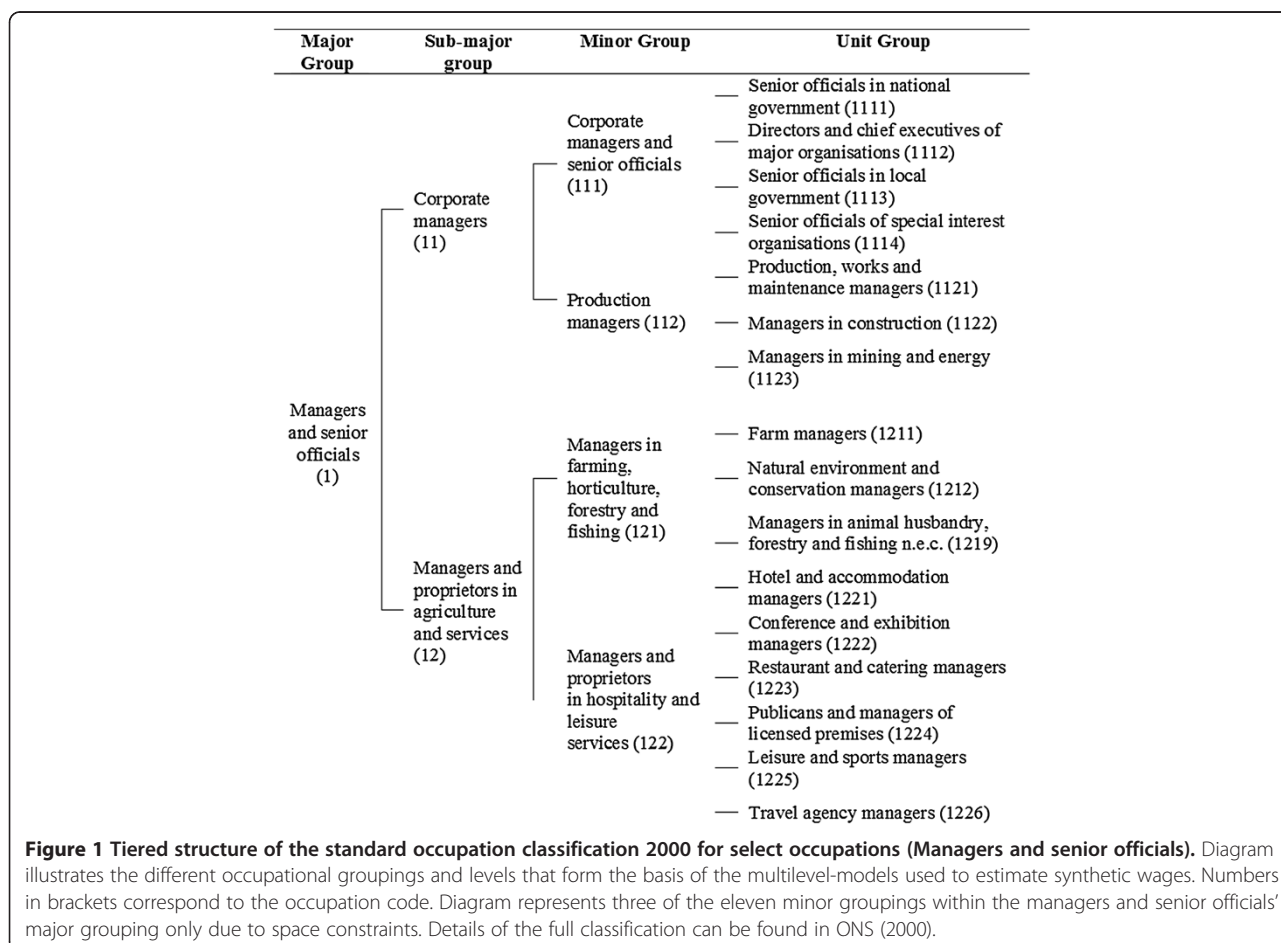 Major Group
Sub-major group
Minor Group
Unit Group
Managers
and senior
officials
(1)
Corporate
managers
(11)
Managers and
proprietors in
agriculture
and services
(12)
Corporate
managers and
senior officials
(111)
Production
managers (112)
Managers in
farming,
horticulture,
forestry and
fishing (121)
Managers and
proprietors
in hospitality and
leisure
services (122)
Senior officials in national
government (1111)
Directors and chief executives of
major organisations (1112)
Senior officials in local
government (1113)
Senior officials of special interest
organisations (1114)
Production, works and
maintenance managers (1121)
Managers in construction (1122)
Managers in mining and energy
(1123)
Farm managers (1211)
Natural environment and
conservation managers (1212)
Managers in animal husbandry,
forestry and fishing n.e.c. (1219)
Hotel and accommodation
managers (1221)
Conference and exhibition
managers (1222)
Restaurant and catering managers
(1223)
Publicans and managers of
licensed premises (1224)
Leisure and sports managers
(1225)
Travel agency managers (1226)
Figure 1 Tiered structure of the standard occupation classification 2000 for select occupations (Managers and senior officials). Diagram
illustrates the different occupational groupings and levels that form the basis of the multilevel-models used to estimate synthetic wages. Numbers
in brackets correspond to the occupation code. Diagram represents three of the eleven minor groupings within the managers and senior officials'
major grouping only due to space constraints. Details of the full classification can be found in ONS (2000).